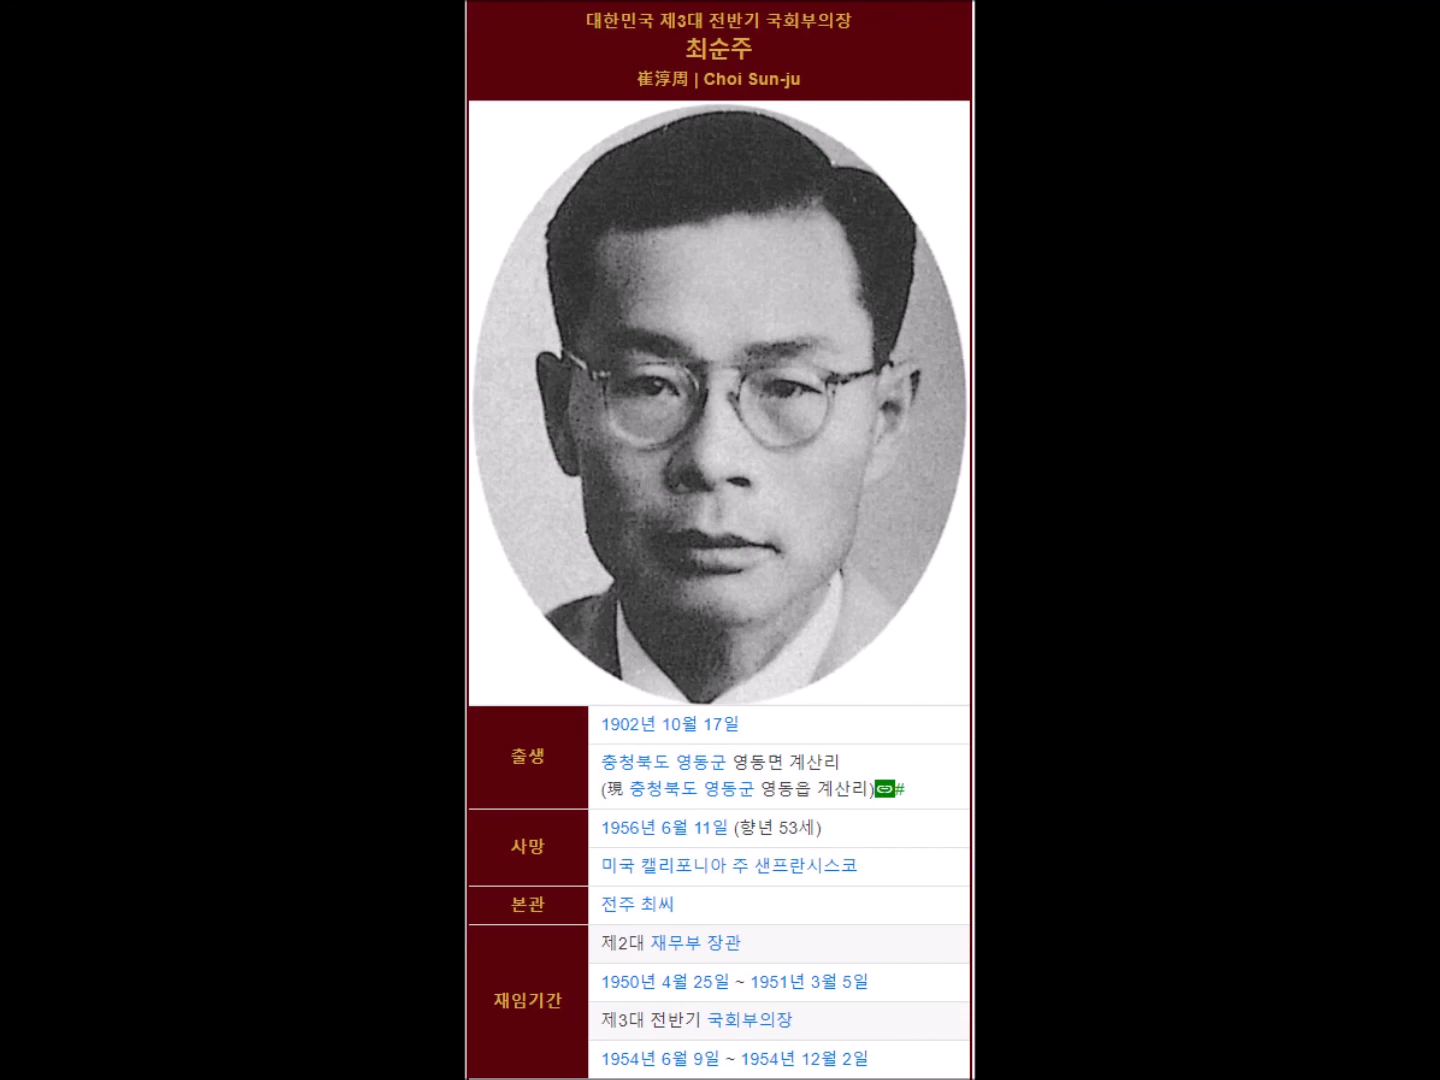 대한민국 제3대 전반기 국회부의장
최순주
崔淳周 | Choi Sun-ju
출생
1902년 10월 17일
충청북도 영동군 영동면 계산리
(現 충청북도 영동군 영동읍 계산리)#
사망
1956년 6월 11일 (향년 53세)
미국 캘리포니아 주 샌프란시스코
본관
전주 최씨
재임기간
제2대 재무부 장관
1950년 4월 25일 ~ 1951년 3월 5일
제3대 전반기 국회부의장
1954년 6월 9일 ~ 1954년 12월 2일